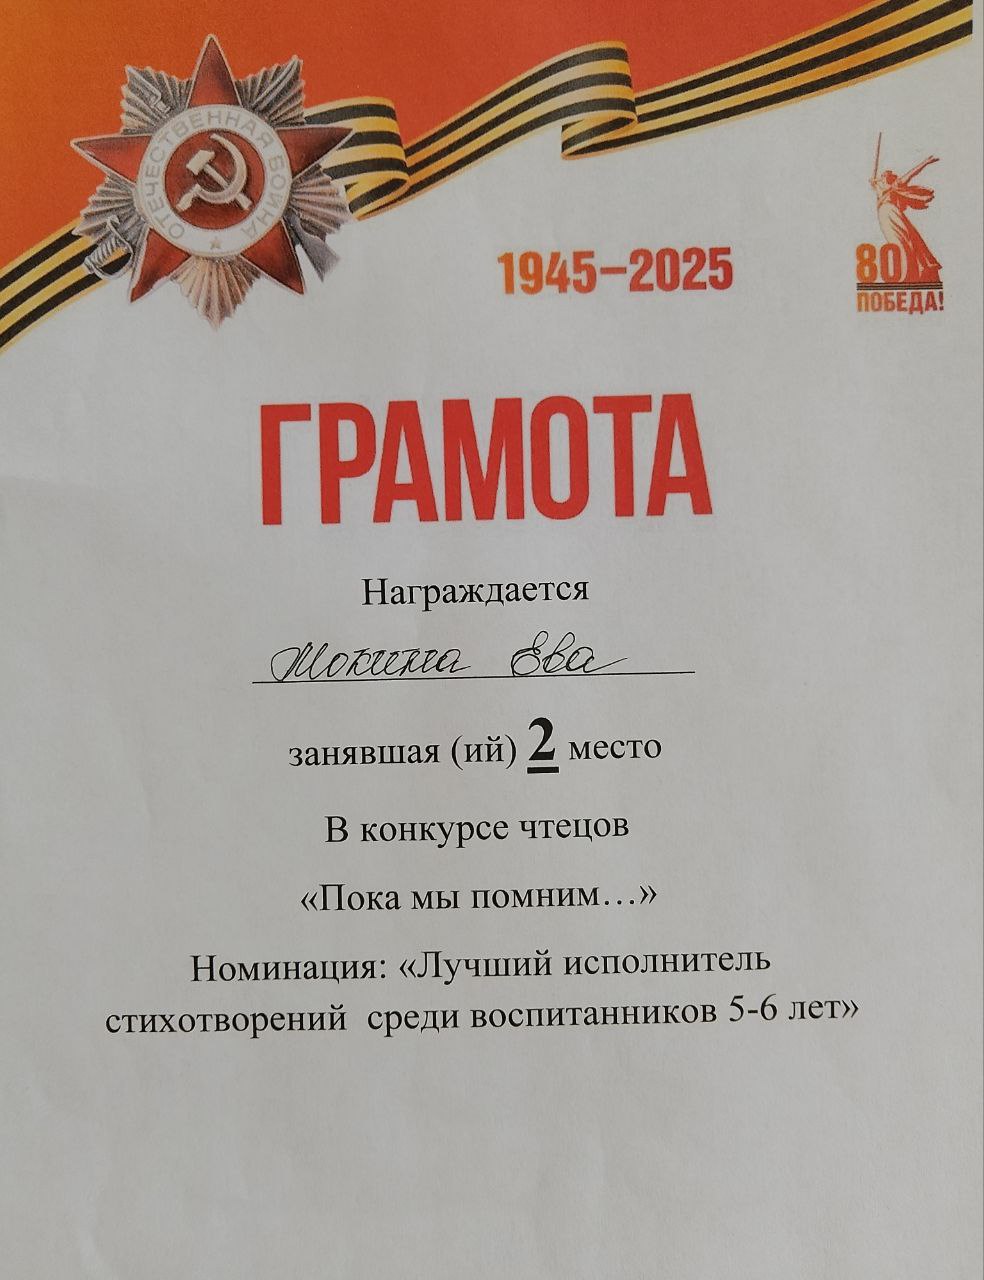 ОТЕЧЕСТВЕННАЯ ВОЙНА
1945–2025
80
ПОБЕДА!
ГРАМОТА
Награждается
Мокина Ева
занявшая (ий) 2 место
В конкурсе чтецов
«Пока мы помним…»
Номинация: «Лучший исполнитель
стихотворений среди воспитанников 5-6 лет»